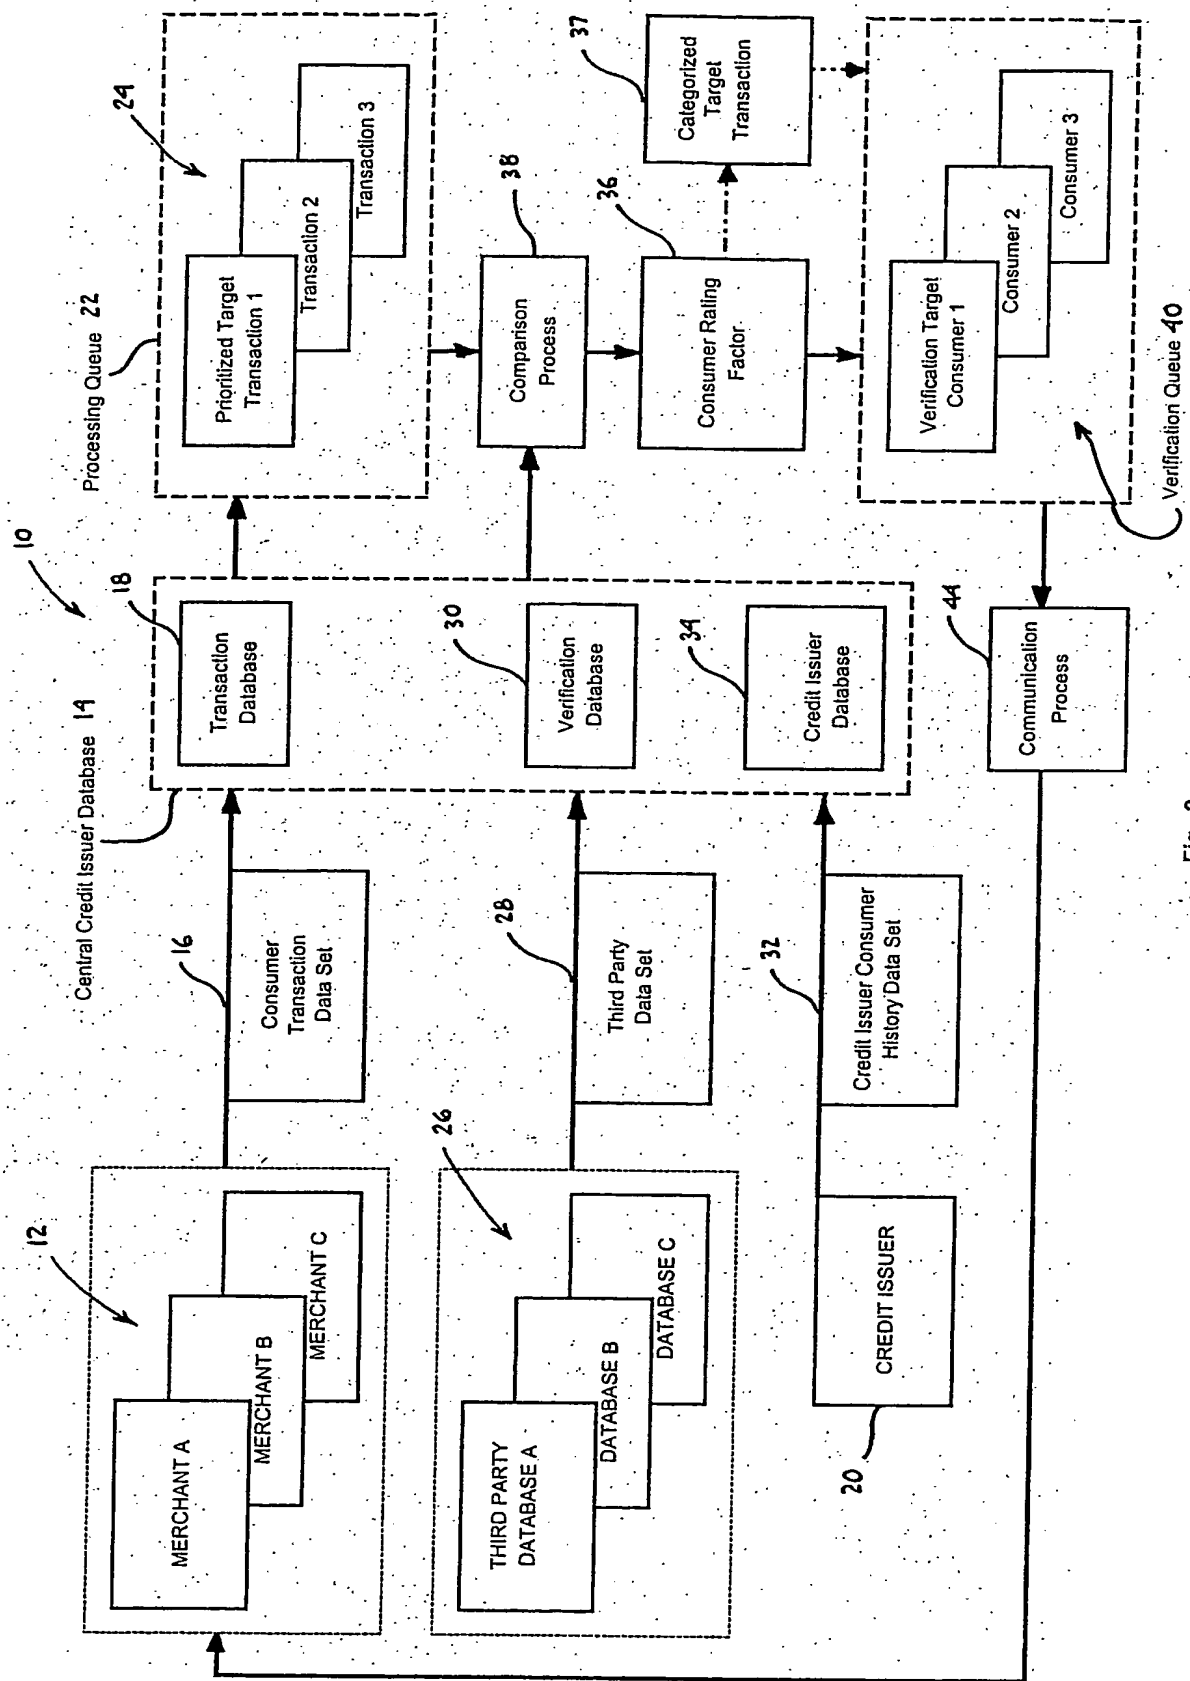 10
12
MERCHANT A
MERCHANT B
MERCHANT C
16
Consumer
Transaction
Data Set
Central Credit Issuer Database 14
18
Transaction
Database
Processing Queue 22
24
Prioritized Target
Transaction 1
Transaction 2
Transaction 3
26
THIRD PARTY
DATABASE A
DATABASE B
DATABASE C
28
Third Party
Data Set
30
Verification
Database
38
Comparison
Process
36
Consumer Rating
Factor
37
Categorized
Target
Transaction
20
CREDIT ISSUER
32
Credit Issuer Consumer
History Data Set
34
Credit Issuer
Database
Verification Target
Consumer 1
Consumer 2
Consumer 3
Verification Queue 40
44
Communication
Process